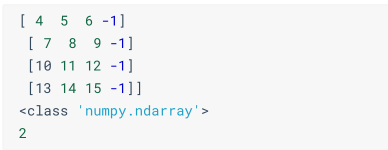 [ 4  5  6 -1]
 [ 7  8  9 -1]
 [10 11 12 -1]
 [13 14 15 -1]]
<class 'numpy.ndarray'>
2